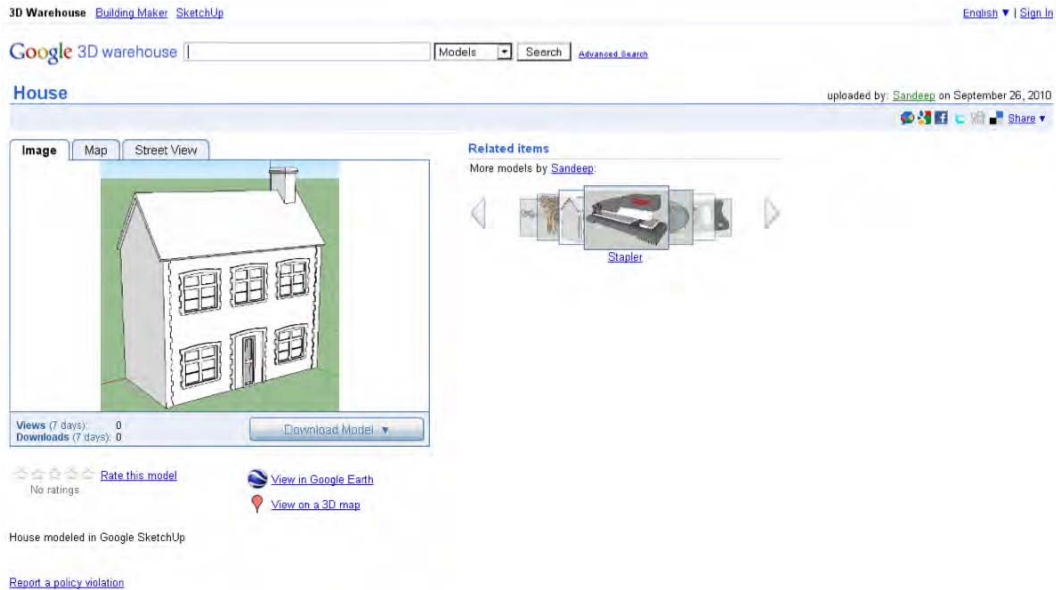 3D Warehouse Building Maker SketchUp English ▼ | Sign In
Google 3D warehouse Models Search Advanced Search
House uploaded by: Sandeep on September 26, 2010
Share ▼
Image Map Street View
Related items
More models by Sandeep:
Stapler
Views (7 days): 0
Downloads (7 days): 0
Download Model ▼
Rate this model
No ratings
View in Google Earth
View on a 3D map
House modeled in Google SketchUp
Report a policy violation